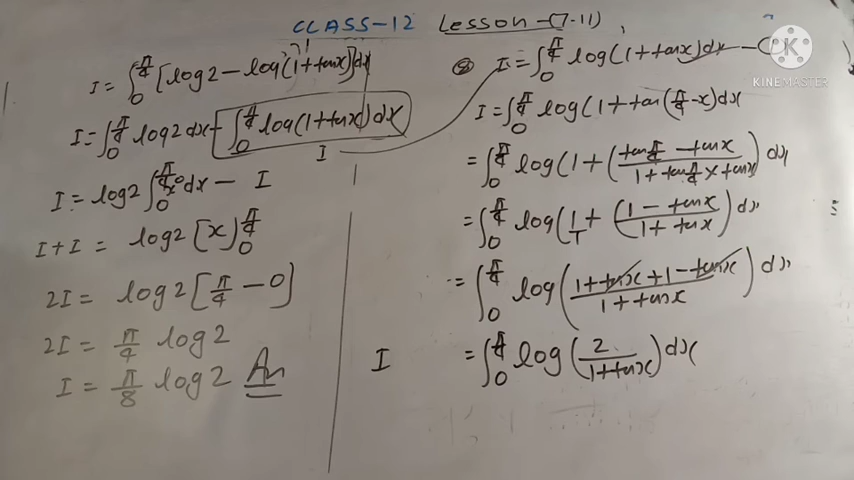 CLASS-12 Lesson-(7.11)
⑧ I = ∫₀^{π/4} log(1+tanx)dx —(
I = ∫₀^{π/4} log(1+tan(π/4-x)dx
= ∫₀^{π/4} log(1+(tanπ/4 - tanx / 1+tanπ/4 x tanx) dx
= ∫₀^{π/4} log(1/1 + (1-tanx / 1+tanx) dx
= ∫₀^{π/4} log(1+tanx+1-tanx / 1+tanx) dx
I = ∫₀^{π/4} log(2 / 1+tanx) dx
I = ∫₀^{π/4} [log2 - log(1+tanx]dx
I = ∫₀^{π/4} log2 dx - ∫₀^{π/4} log(1+tanx)dx
I
I = log2 ∫₀^{π/4} x⁰dx - I
I+I = log2 [x]₀^{π/4}
2I = log2 [π/4 - 0]
2I = π/4 log2
I = π/8 log2 An
K
KINEMASTER